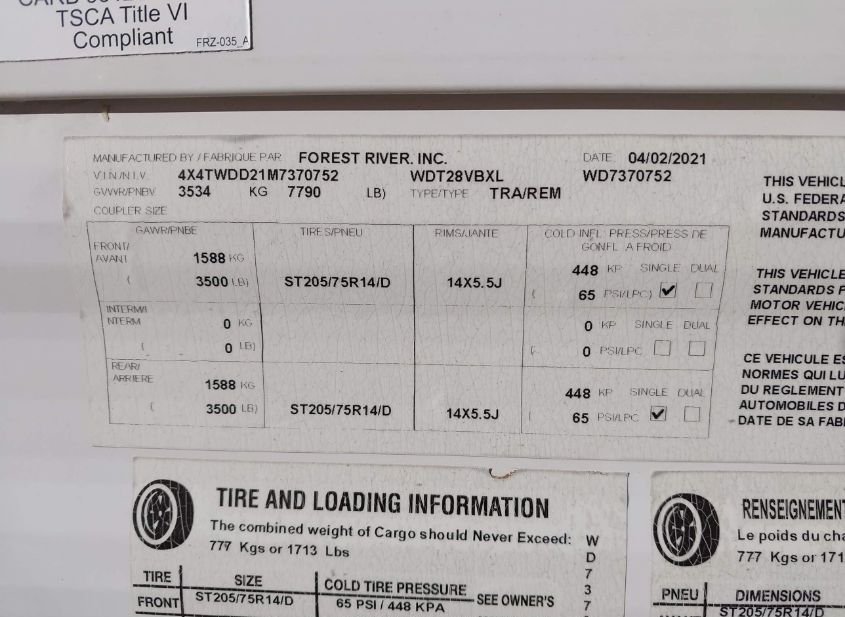 TSCA Title VI
Compliant FRZ-035_A
MANUFACTURED BY / FABRIQUE PAR FOREST RIVER, INC. DATE 04/02/2021
V.I.N./N.I.V. 4X4TWDD21M7370752 WDT28VBXL WD7370752
GVWR/PNBV 3534 KG 7790 LB) TYPE/TYPE TRA/REM
COUPLER SIZE
GAWR/PNBE TIRES/PNEU RIMS/JANTE COLD INFL. PRESS/PRESS DE
GONFL. A FROID
FRONT/
AVANT 1588 KG 448 KP SINGLE DUAL
( 3500 LB) ST205/75R14/D 14X5.5J ( 65 PSI/LPC)
INTERM/I
NTERM 0 KG 0 KP SINGLE DUAL
( 0 LB) ( 0 PSI/LPC
REAR/
ARRIERE 1588 KG 448 KP SINGLE DUAL
( 3500 LB) ST205/75R14/D 14X5.5J ( 65 PSI/LPC
THIS VEHICL
U.S. FEDERA
STANDARDS
MANUFACTU
THIS VEHICLE
STANDARDS P
MOTOR VEHIC
EFFECT ON TH
CE VEHICULE ES
NORMES QUI LU
DU REGLEMENT
AUTOMOBILES D
DATE DE SA FAB
TIRE AND LOADING INFORMATION
The combined weight of Cargo should Never Exceed:
777 Kgs or 1713 Lbs
TIRE SIZE COLD TIRE PRESSURE SEE OWNER'S
FRONT ST205/75R14/D 65 PSI / 448 KPA
W
D
7
3
7
RENSEIGNEMEN
Le poids du cha
777 Kgs or 171
PNEU DIMENSIONS
ST205/75R14/D